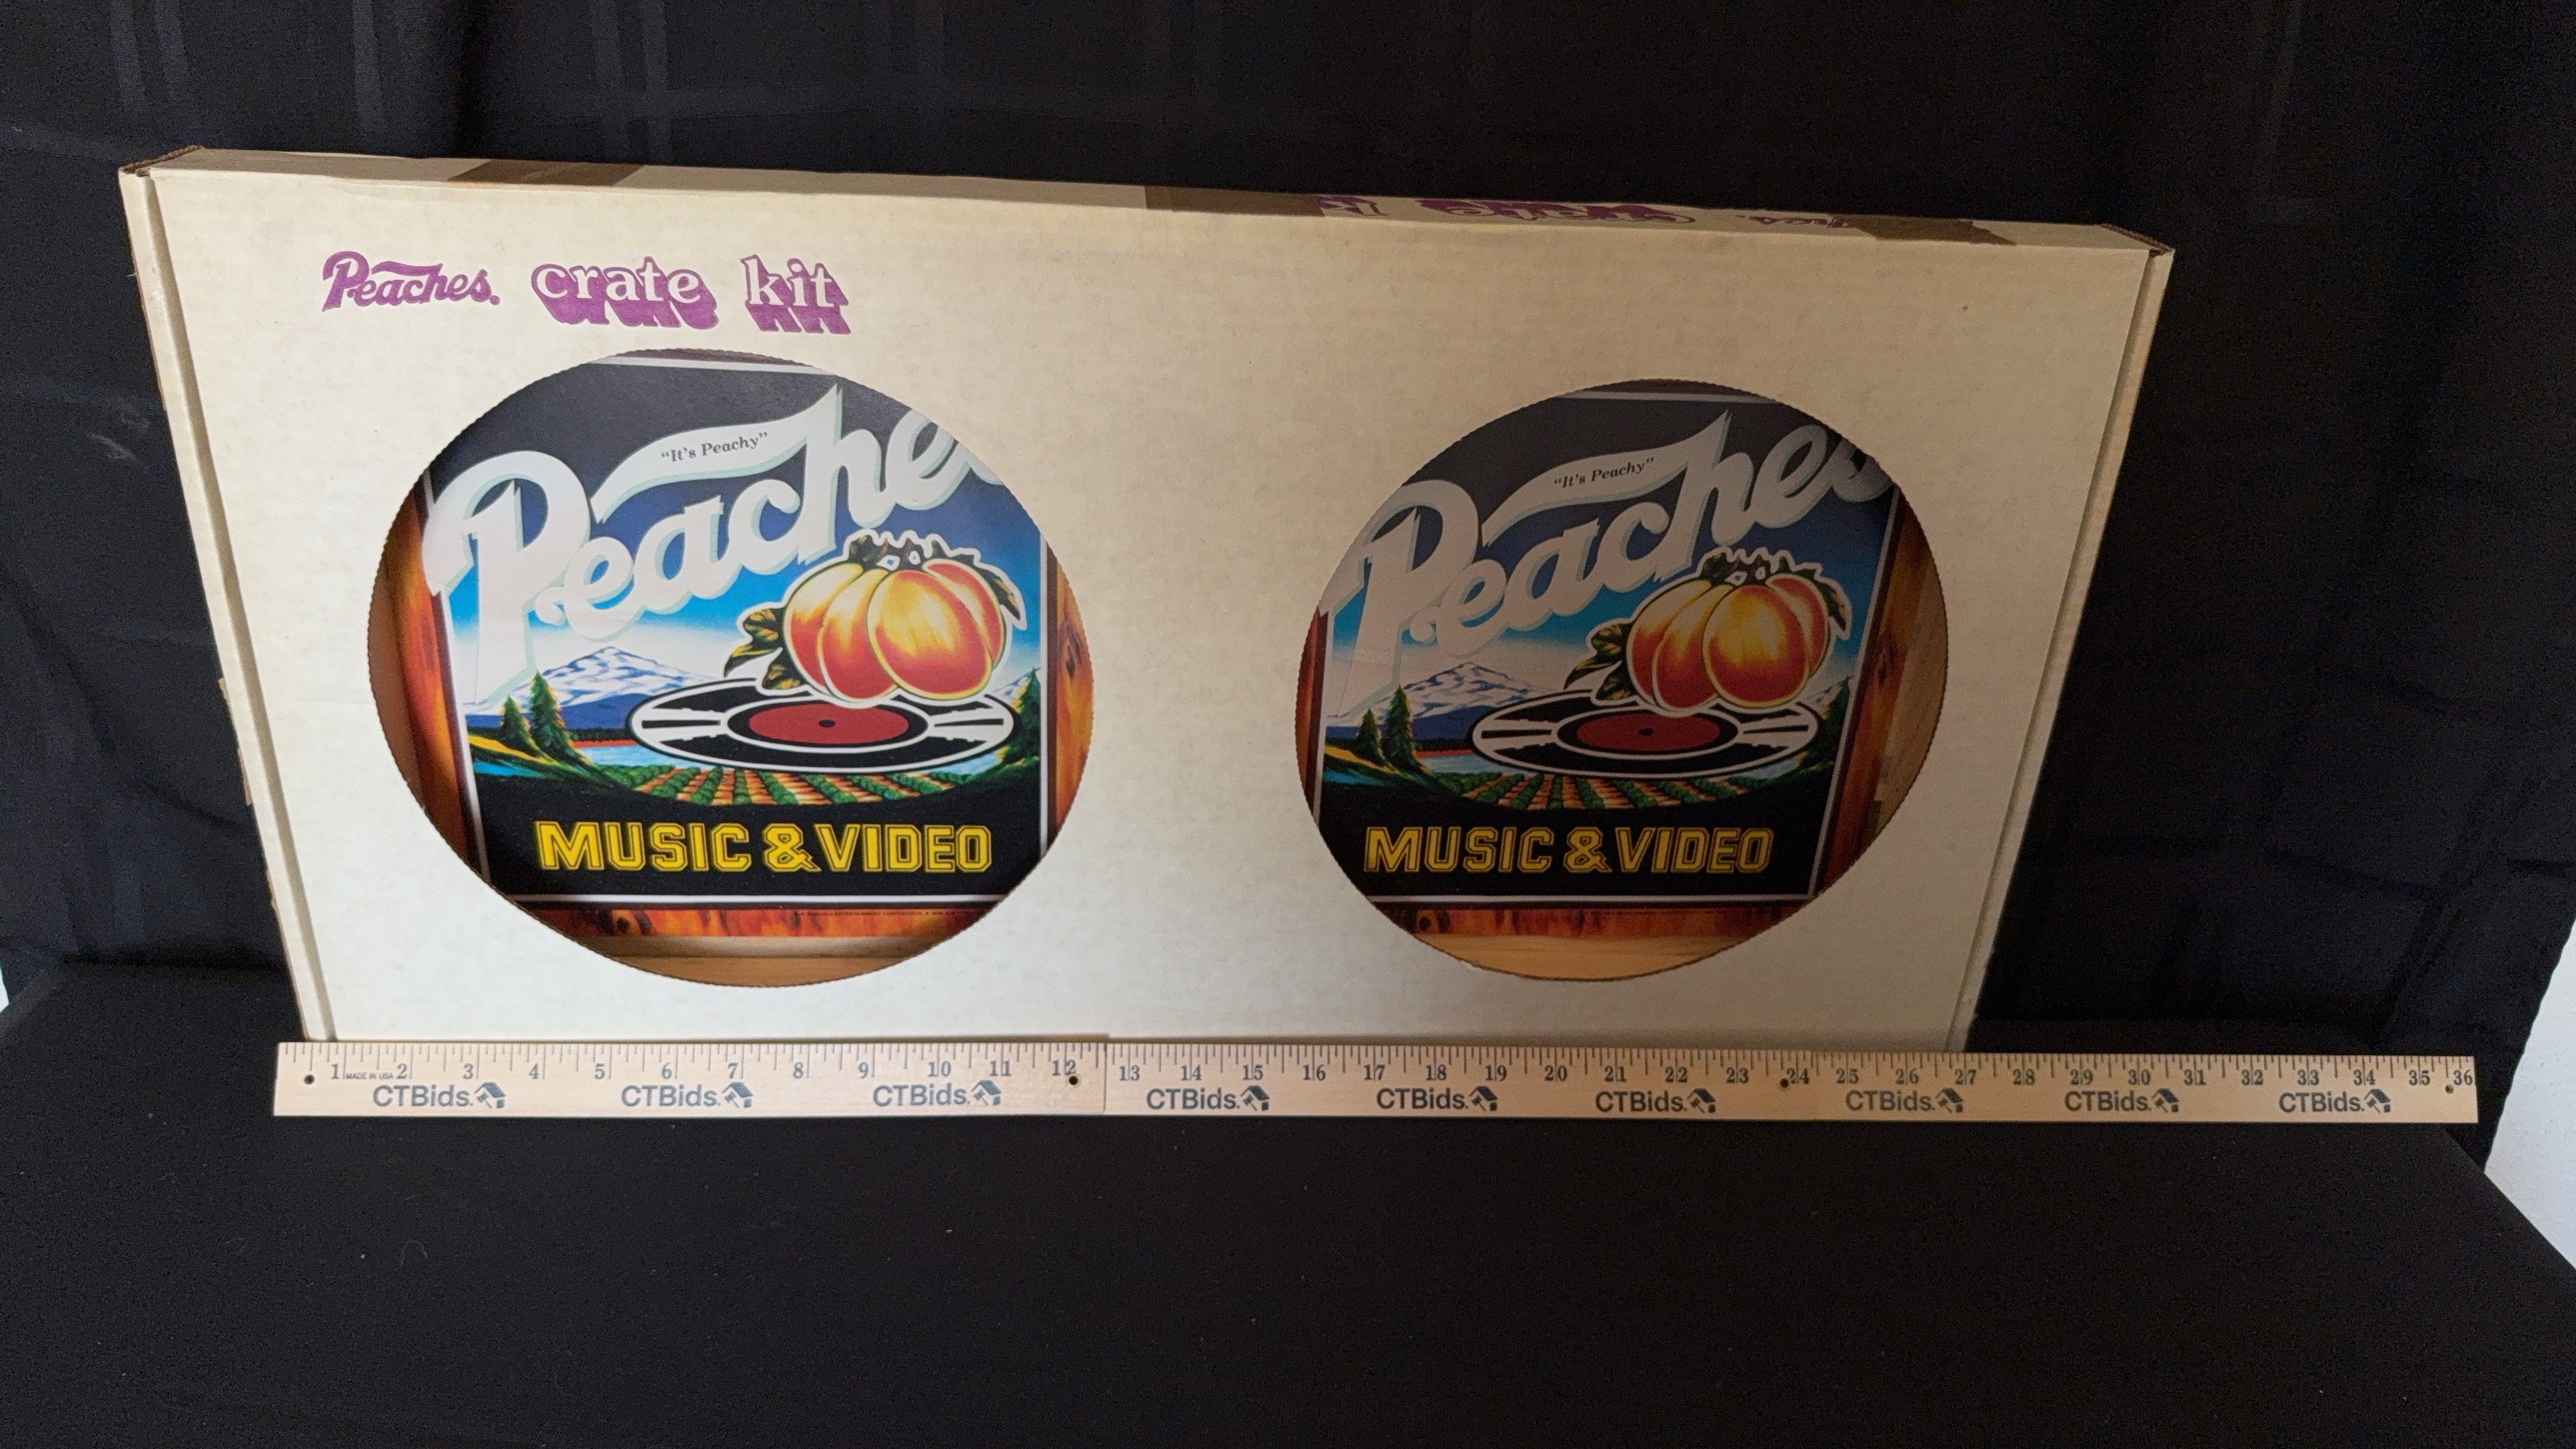 Peaches. crate kit
"It's Peachy"
Peaches
MUSIC & VIDEO
"It's Peachy"
Peaches
MUSIC & VIDEO
1 MADE IN USA 2 3 4 5 6 7 8 9 10 11 12 13 14 15 16 17 18 19 20 21 22 23 24 25 26 27 28 29 30 31 32 33 34 35 36
CTBids. CTBids. CTBids. CTBids. CTBids. CTBids. CTBids. CTBids. CTBids.